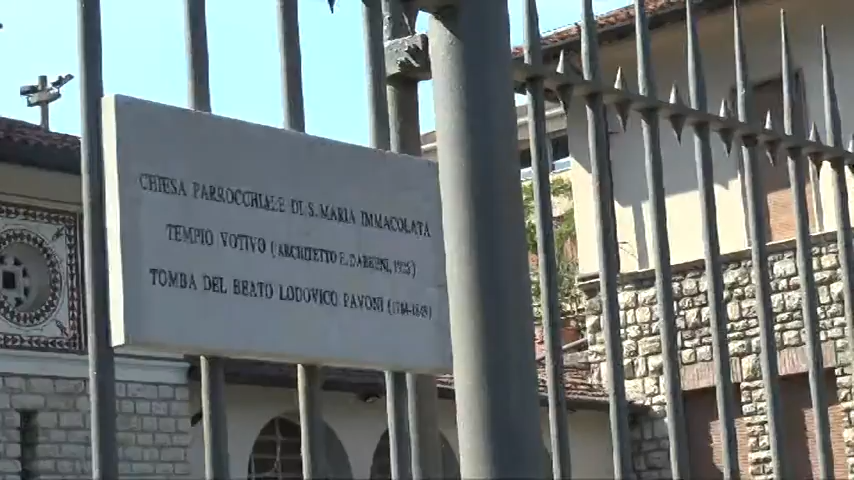 CHIESA PARROCCHIALE DI S. MARIA IMMACOLATA
TEMPIO VOTIVO (ARCHITETTO E. DABBENI, 1925)
TOMBA DEL BEATO LODOVICO PAVONI (1784-1849)